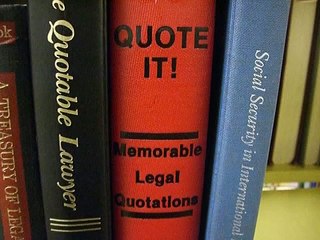 ok
A TREASURY OF LEGA
e Quotable Lawyer
QUOTE
IT!
Memorable
Legal
Quotations
Social Security in International